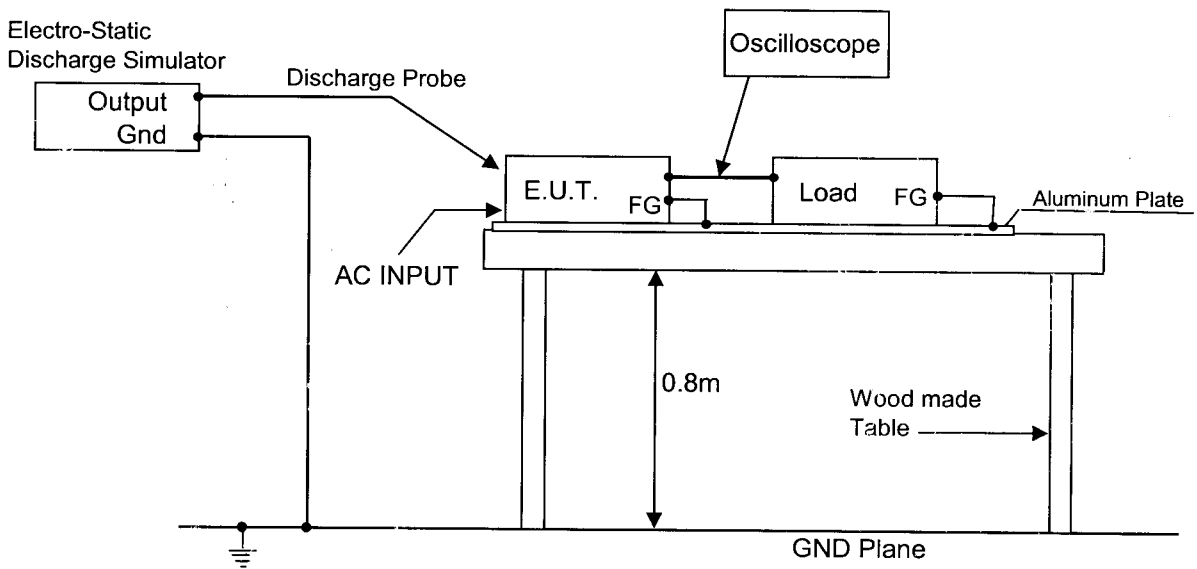 Electro-Static
Discharge Simulator
Output
Gnd
Discharge Probe
Oscilloscope
E.U.T.
FG
Load
FG
Aluminum Plate
AC INPUT
0.8m
Wood made
Table
GND Plane